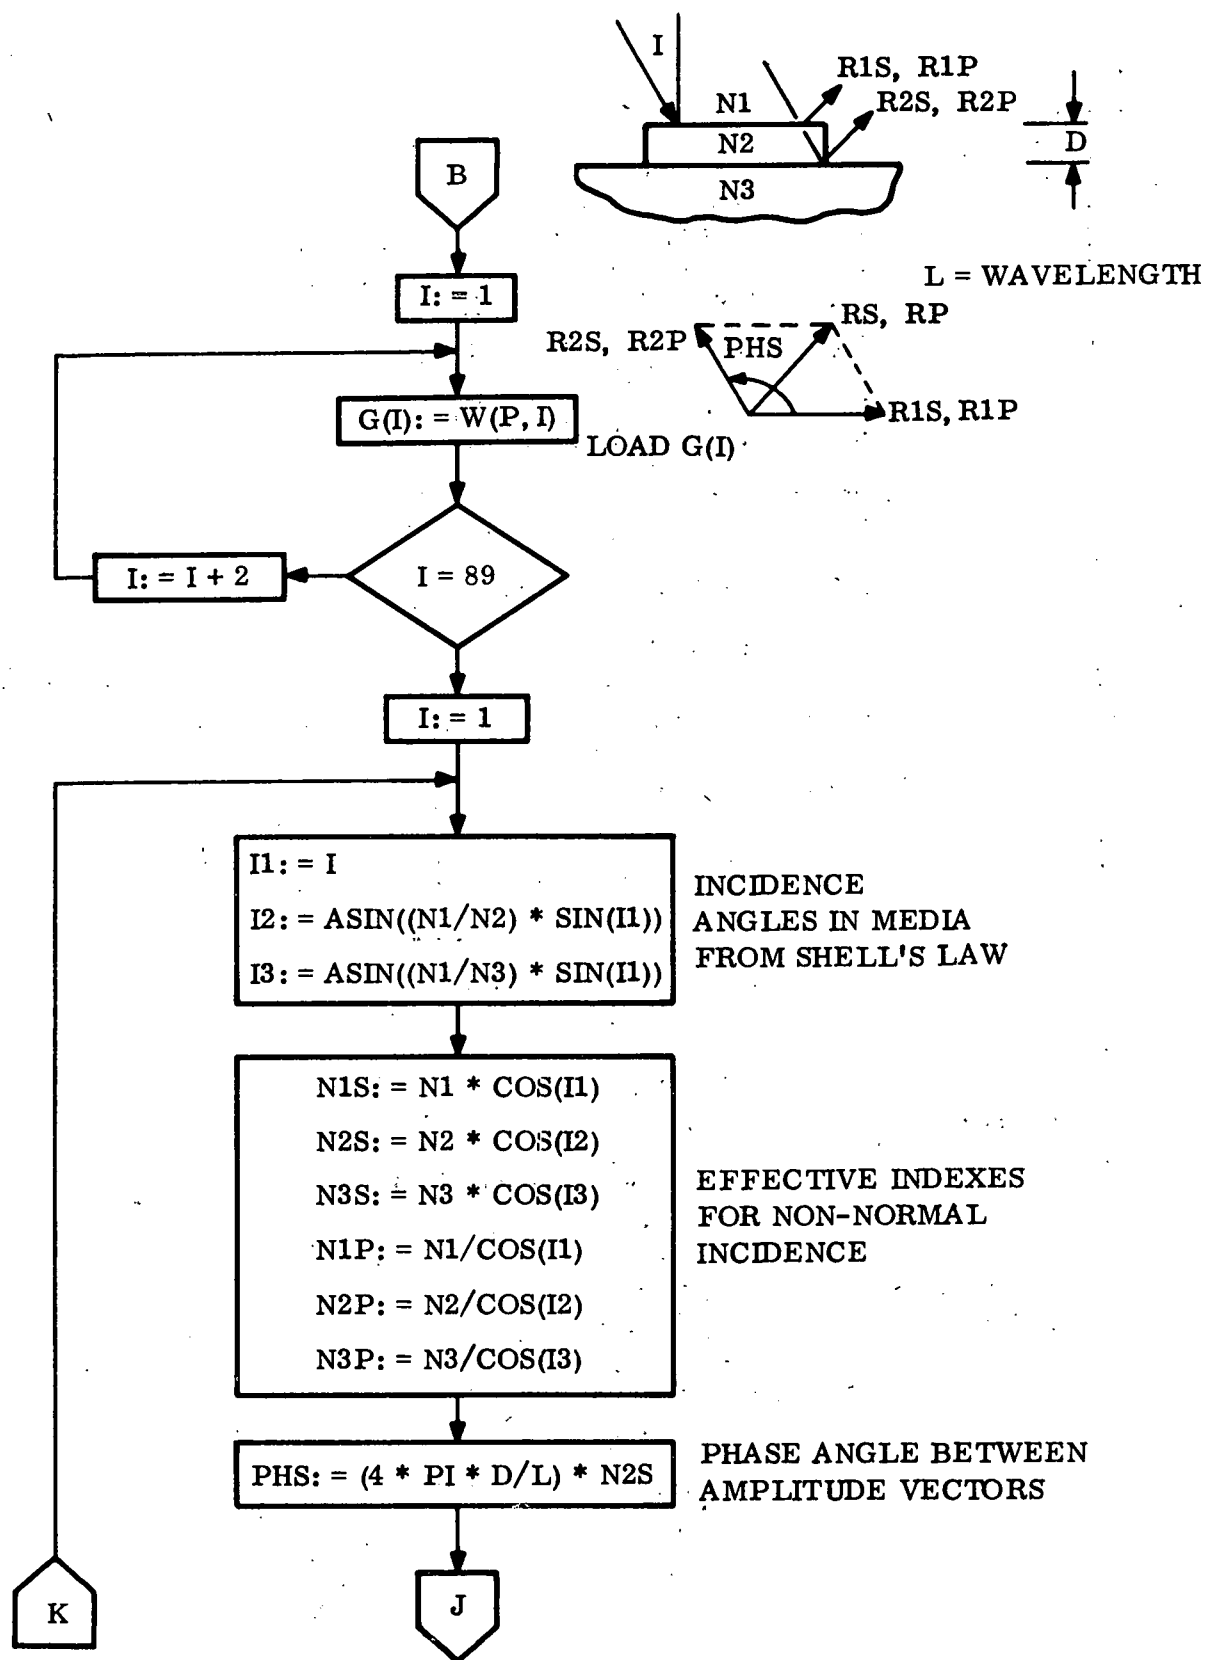 I
R1S, R1P
N1
R2S, R2P
N2
D
N3
B
L = WAVELENGTH
I: = 1
RS, RP
R2S, R2P
PHS
R1S, R1P
G(I): = W(P, I)
LOAD G(I)
I: = I + 2
I = 89
I: = 1
I1: = I
I2: = ASIN((N1/N2) * SIN(I1))
I3: = ASIN((N1/N3) * SIN(I1))
INCIDENCE
ANGLES IN MEDIA
FROM SHELL'S LAW
N1S: = N1 * COS(I1)
N2S: = N2 * COS(I2)
N3S: = N3 * COS(I3)
N1P: = N1/COS(I1)
N2P: = N2/COS(I2)
N3P: = N3/COS(I3)
EFFECTIVE INDEXES
FOR NON-NORMAL
INCIDENCE
PHS: = (4 * PI * D/L) * N2S
PHASE ANGLE BETWEEN
AMPLITUDE VECTORS
K
J